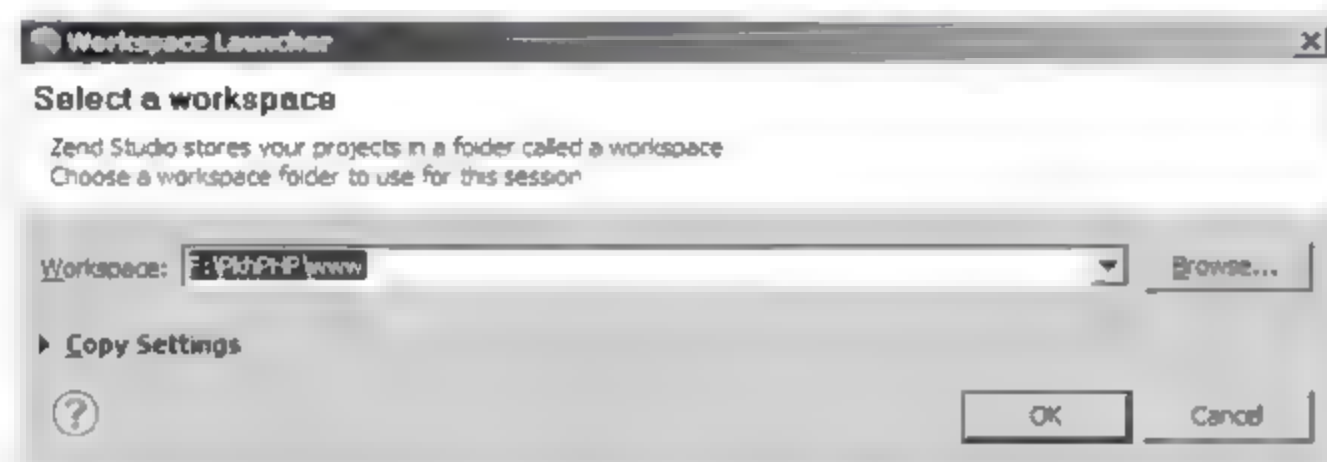 Workspace Launcher
Select a workspace
Zend Studio stores your projects in a folder called a workspace
Choose a workspace folder to use for this session
Workspace:
Browse...
Copy Settings
OK Cancel